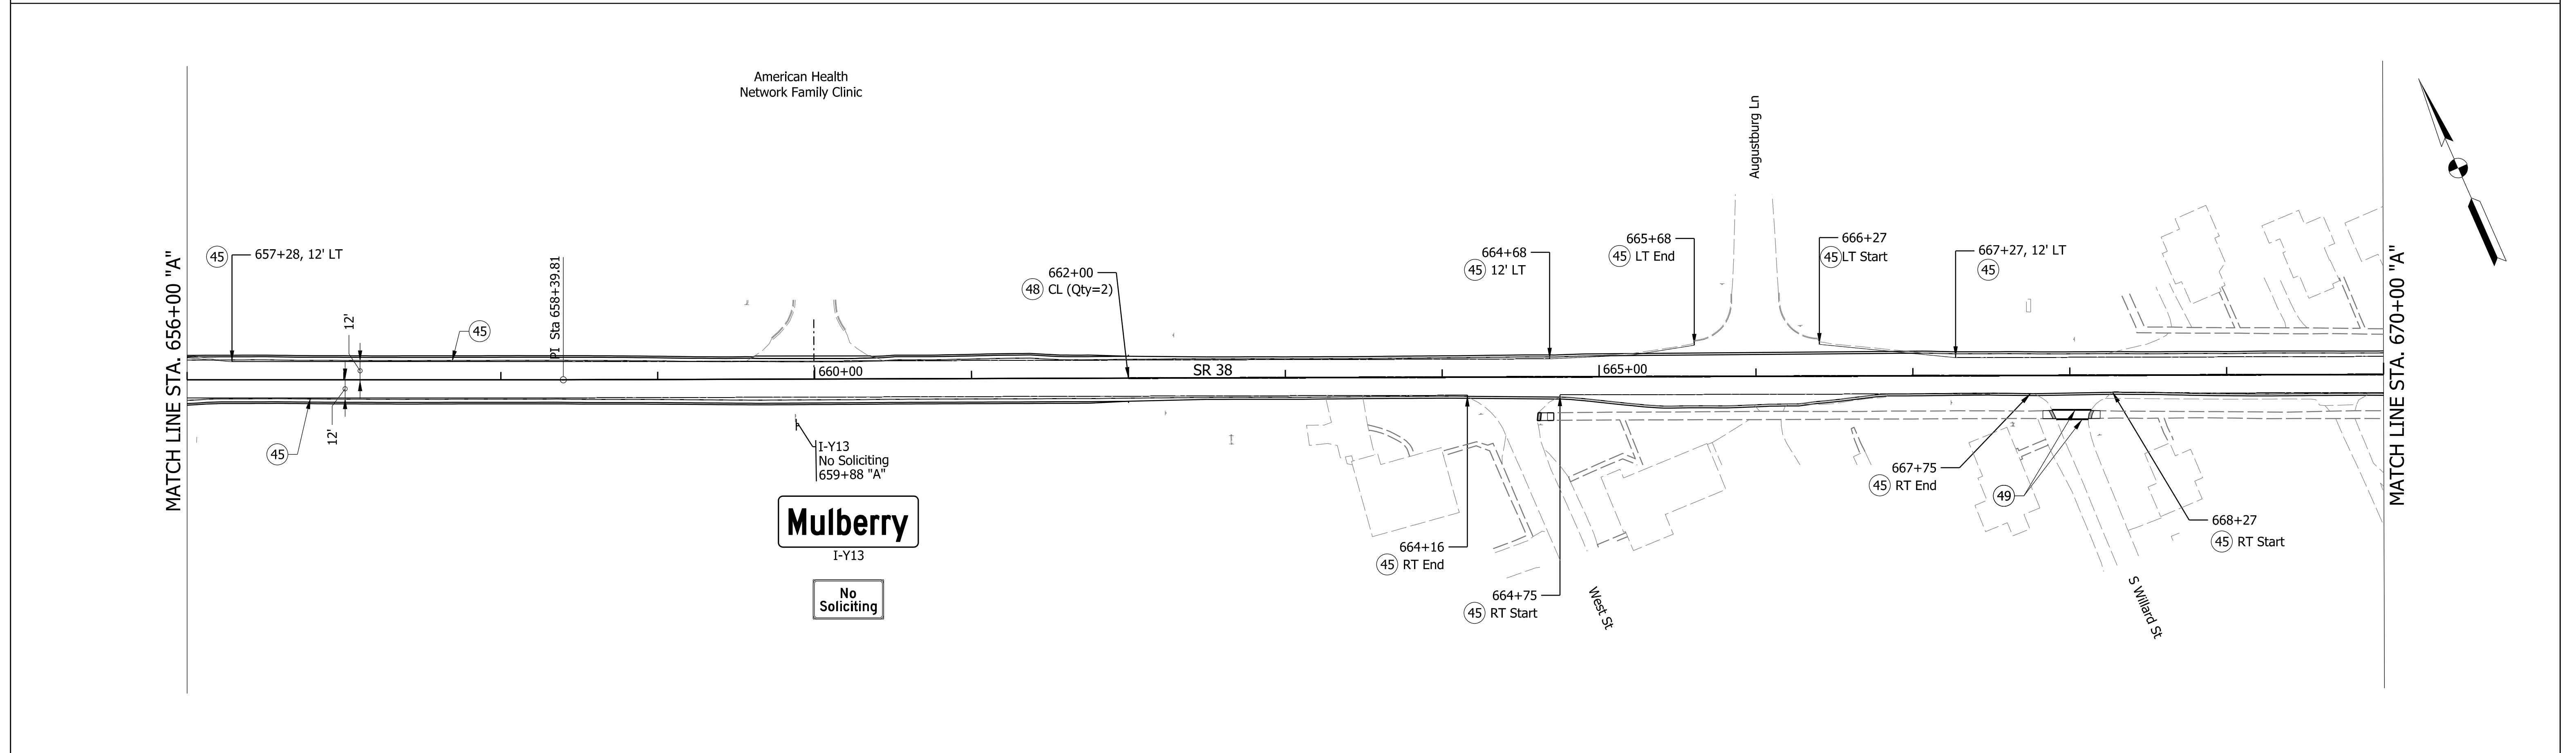 American Health
Network Family Clinic
MATCH LINE STA. 656+00 "A"
45
657+28, 12' LT
12'
12'
45
45
PI Sta 658+39.81
660+00
I-Y13
No Soliciting
659+88 "A"
Mulberry
I-Y13
No
Soliciting
662+00
48 CL (Qty=2)
SR 38
664+68
45 12' LT
665+68
45 LT End
Augustburg Ln
666+27
45 LT Start
667+27, 12' LT
45
665+00
664+16
45 RT End
664+75
45 RT Start
West St
667+75
45 RT End
49
668+27
45 RT Start
S Willard St
MATCH LINE STA. 670+00 "A"